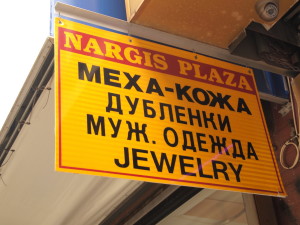 NARGIS PLAZA
МЕХА-КОЖА
ДУБЛЕНКИ
МУЖ. ОДЕЖДА
JEWELRY